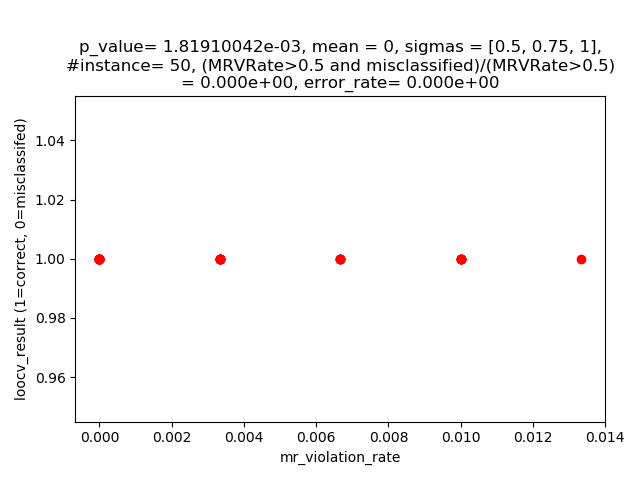 p_value= 1.81910042e-03, mean = 0, sigmas = [0.5, 0.75, 1],
#instance= 50, (MRVRate>0.5 and misclassified)/(MRVRate>0.5)
= 0.000e+00, error_rate= 0.000e+00
1.04
1.02
1.00
0.98
0.96
loocv_result (1=correct, 0=misclassifed)
0.000 0.002 0.004 0.006 0.008 0.010 0.012 0.014
mr_violation_rate